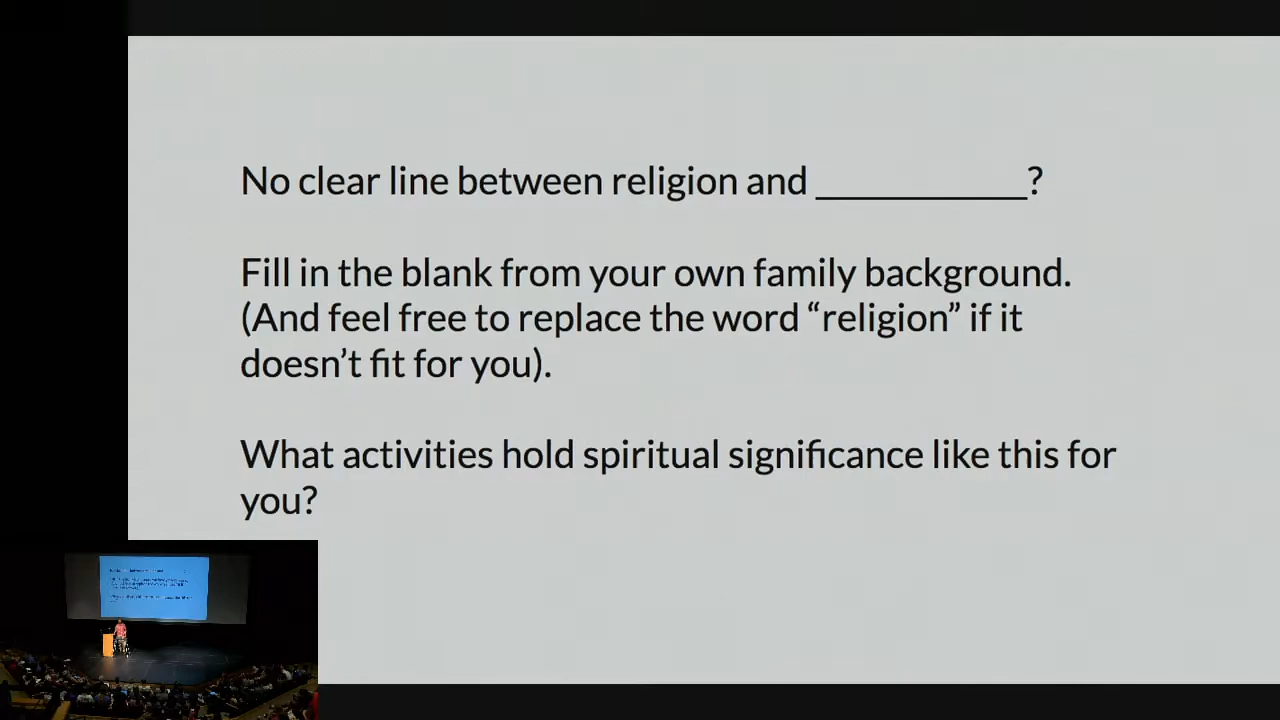 No clear line between religion and ___________?
Fill in the blank from your own family background.
(And feel free to replace the word “religion” if it
doesn’t fit for you).
What activities hold spiritual significance like this for
you?